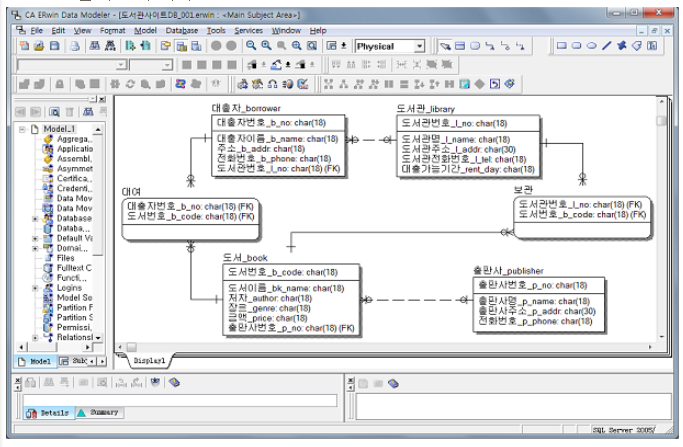 CA ERwin Data Modeler - [도서관사이트DB_001.erwin : <Main Subject Area>]
File Edit View Format Model Database Tools Services Window Help
Physical
Model_1
Aggrega..
Applicatio
Assembl..
Asymmet
Certifica..
Credenti..
Data Mov
Data Mov
Database
Databa...
Default Va
Domai...
Files
Fulltext C
Functi...
Logins
Model So
Partition F
Partition S
Permissi..
Relationsl
Model
Subj
대출자_borrower
대출자번호_b_no: char(18)
대출자이름_b_name: char(18)
주소_b_addr: char(18)
전화번호_b_phone: char(18)
도서관번호_l_no: char(18) (FK)
도서관_library
도서관번호_l_no: char(18)
도서관명_l_name: char(18)
도서관주소_l_addr: char(30)
도서관전화번호_l_tel: char(18)
대출가능기간_rent_day: char(18)
대여
대출자번호_b_no: char(18) (FK)
도서번호_b_code: char(18) (FK)
보관
도서관번호_l_no: char(18) (FK)
도서번호_b_code: char(18) (FK)
도서_book
도서번호_b_code: char(18)
도서이름_bk_name: char(18)
저자_author: char(18)
장르_genre: char(18)
금액_price: char(18)
출판사번호_p_no: char(18) (FK)
출판사_publisher
출판사번호_p_no: char(18)
출판사명_p_name: char(18)
출판사주소_p_addr: char(30)
전화번호_p_phone: char(18)
Display1
Details
Summary
SQL Server 2005/